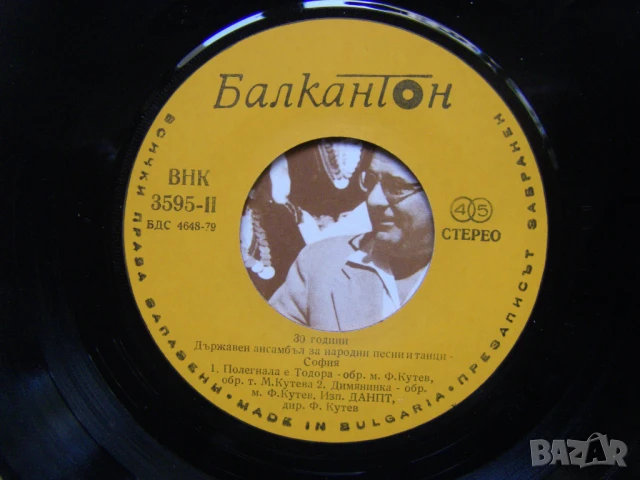 Балкантон
ВНК
3595-II
БДС 4648-79
45
СТЕРЕО
30 години
Държавен ансамбъл за народни песни и танци -
София
1. Полегнала е Тодора - обр. м. Ф.Кутев,
обр. т. М.Кутева 2. Димянинка - обр.
м. Ф.Кутев, Изп. ДАНПТ,
дир. Ф. Кутев
ВСИЧКИ ПРАВА ЗАПАЗЕНИ • MADE IN BULGARIA • ПРЕЗАПИСЪТ ЗАБРАНЕН
BAZAR